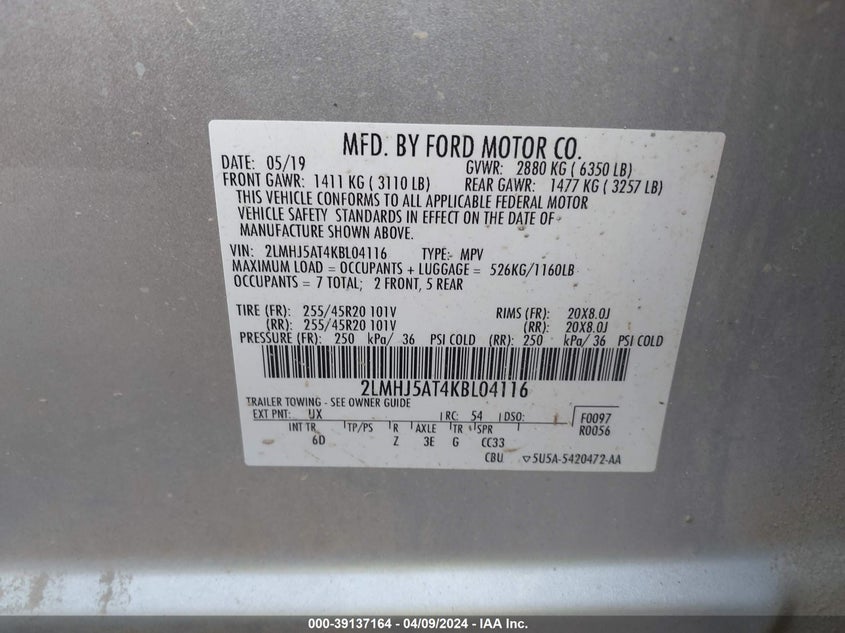 MFD. BY FORD MOTOR CO.
DATE: 05/19 GVWR: 2880 KG ( 6350 LB)
FRONT GAWR: 1411 KG ( 3110 LB) REAR GAWR: 1477 KG ( 3257 LB)
THIS VEHICLE CONFORMS TO ALL APPLICABLE FEDERAL MOTOR
VEHICLE SAFETY STANDARDS IN EFFECT ON THE DATE OF
MANUFACTURE SHOWN ABOVE.
VIN: 2LMHJ5AT4KBL04116 TYPE:- MPV
MAXIMUM LOAD = OCCUPANTS + LUGGAGE = 526KG/1160LB
OCCUPANTS = 7 TOTAL; 2 FRONT, 5 REAR
TIRE (FR): 255/45R20 101V RIMS (FR): 20X8.0J
(RR): 255/45R20 101V (RR): 20X8.0J
PRESSURE (FR): 250 kPa/ 36 PSI COLD (RR): 250 kPa/ 36 PSI COLD
2LMHJ5AT4KBL04116
TRAILER TOWING - SEE OWNER GUIDE
EXT PNT: UX RC: 54 DSO: F0097
INT TR TP/PS R AXLE TR SPR R0056
6D Z 3E G CC33
CBU ▽5U5A-5420472-AA
000-39137164 | 04/09/2024 - IAA Inc.